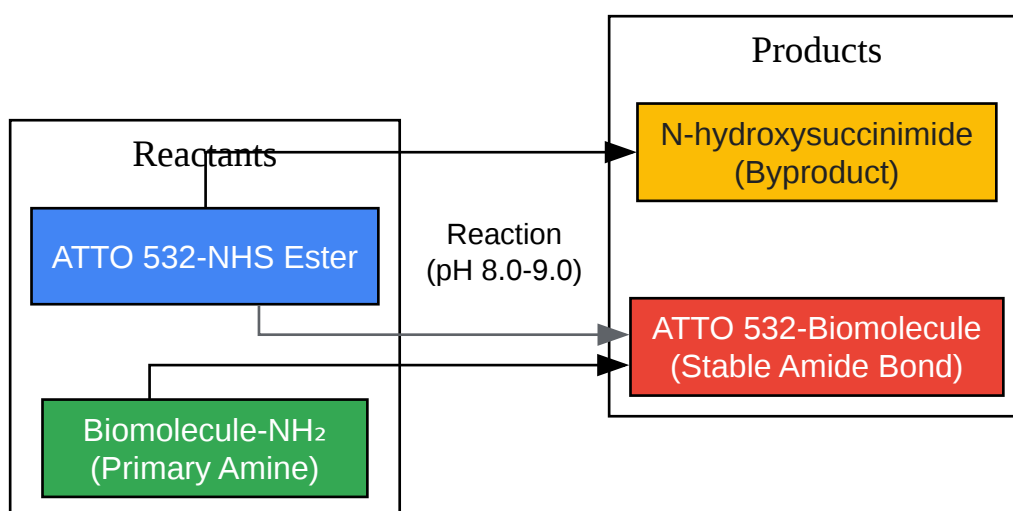 Reactants
ATTO 532-NHS Ester
Biomolecule-NH₂
(Primary Amine)
Reaction
(pH 8.0-9.0)
Products
N-hydroxysuccinimide
(Byproduct)
ATTO 532-Biomolecule
(Stable Amide Bond)